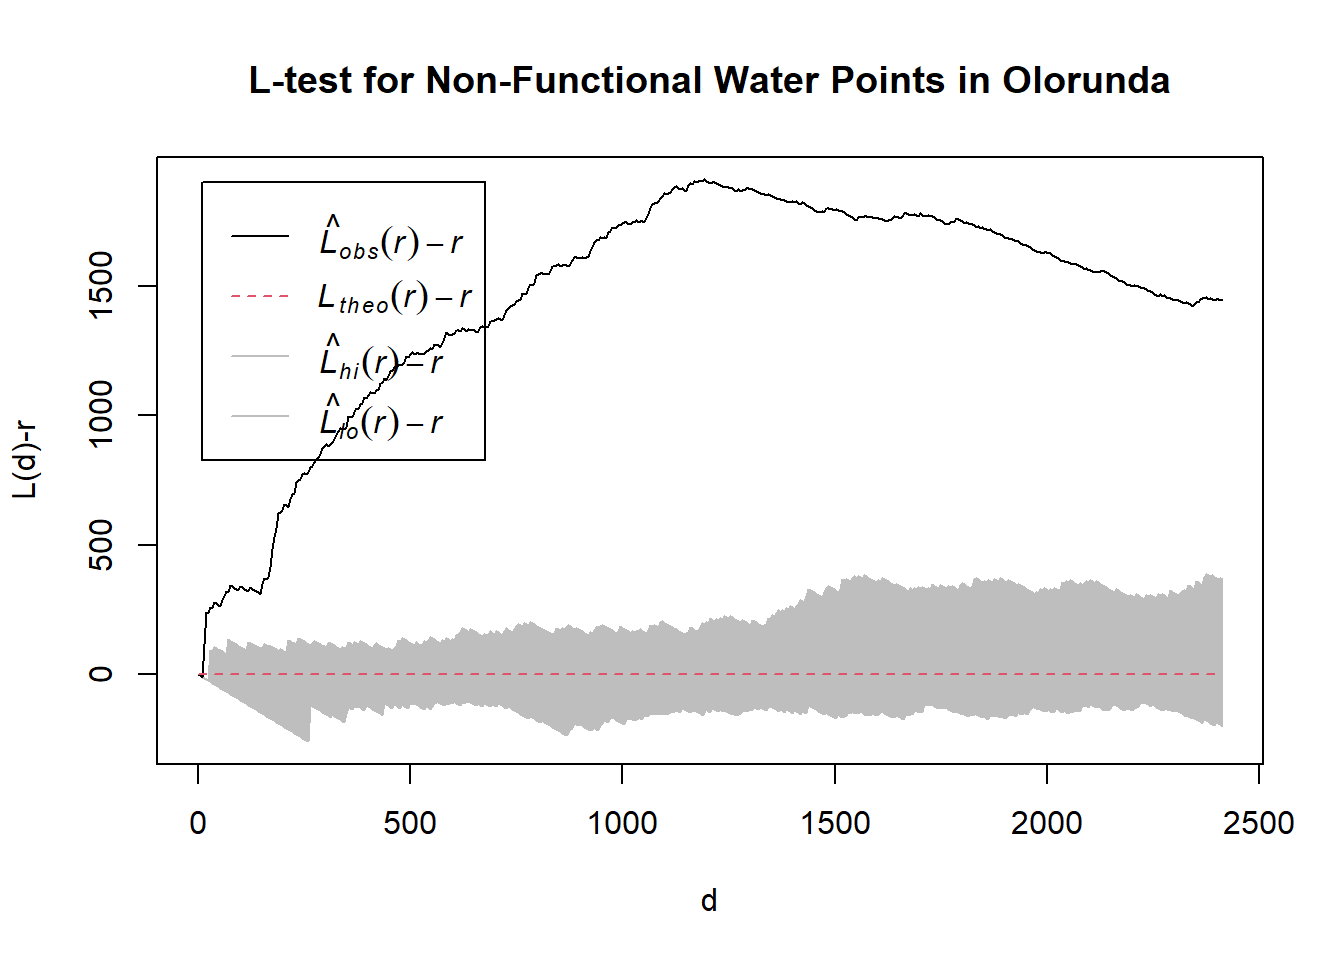 L-test for Non-Functional Water Points in Olorunda
L̂obs(r) – r
Ltheo(r) – r
L̂hi(r) – r
L̂lo(r) – r
L(d)-r
1500
1000
500
0
0 500 1000 1500 2000 2500
d